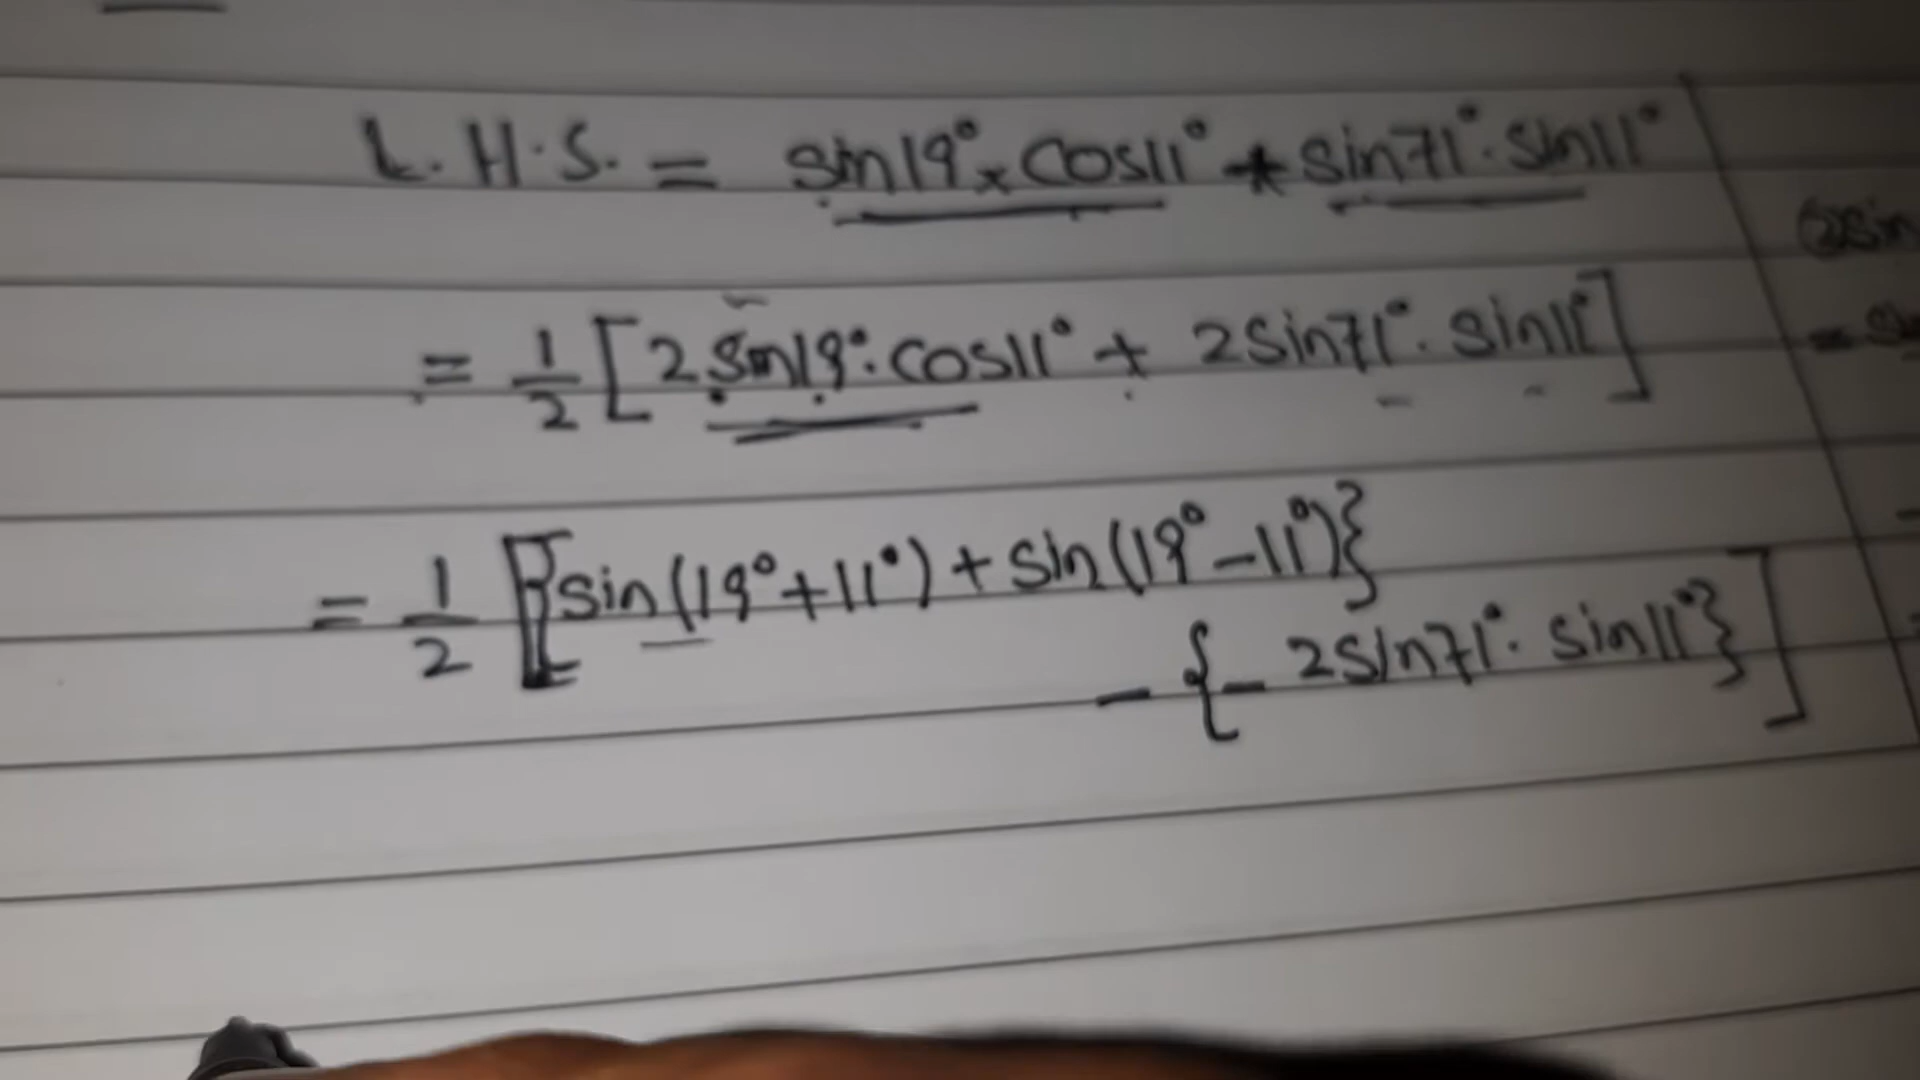 L.H.S. = sin19° × cos11° + sin71°. sin11°
= 1/2 [2sin19°. cos11° + 2sin71°. sin11°]
= 1/2 [{sin(19°+11°) + sin(19°-11°)}
- {- 2sin71°. sin11°}]
(2sin